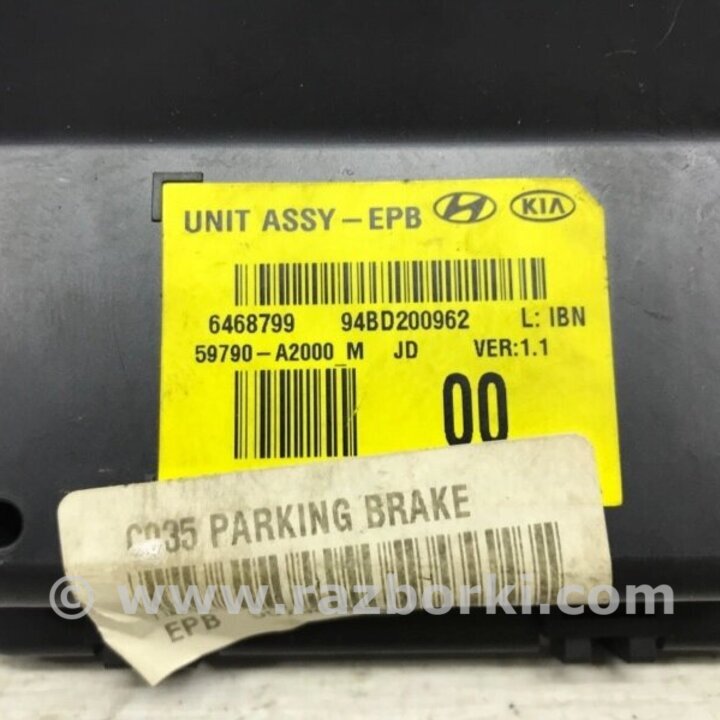 UNIT ASSY-EPB KIA
6468799 94BD200962 L: IBN
59790-A2000_M JD VER:1.1
00
C035 PARKING BRAKE
EPB
© www.razborki.com